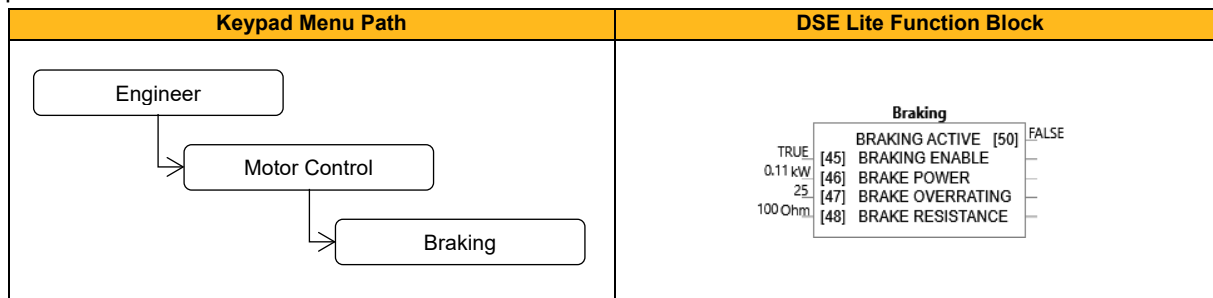 Keypad Menu Path
DSE Lite Function Block
Engineer
Motor Control
Braking
Braking
BRAKING ACTIVE [50] FALSE
TRUE [45] BRAKING ENABLE
0.11 kW [46] BRAKE POWER
25 [47] BRAKE OVERRATING
100 Ohm [48] BRAKE RESISTANCE